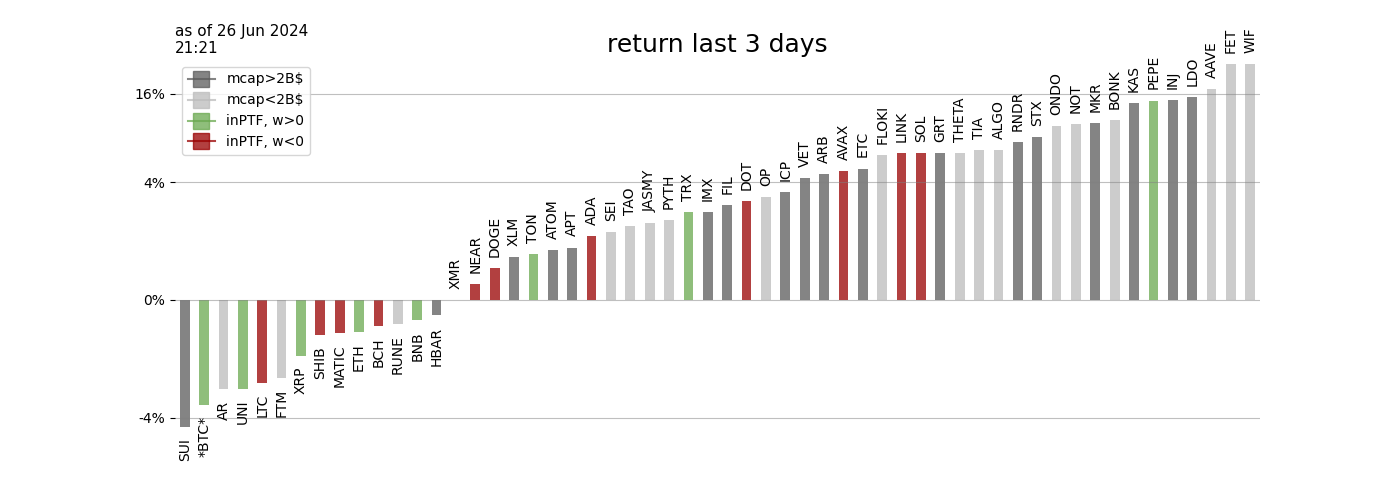 as of 26 Jun 2024
21:21
return last 3 days
mcap>2B$
mcap<2B$
inPTF, w>0
inPTF, w<0
16%
4%
0%
-4%
SUI
*BTC*
AR
UNI
LTC
FTM
XRP
SHIB
MATIC
ETH
BCH
RUNE
BNB
HBAR
XMR
NEAR
DOGE
XLM
TON
ATOM
APT
ADA
SEI
TAO
JASMY
PYTH
TRX
IMX
FIL
DOT
OP
ICP
VET
ARB
AVAX
ETC
FLOKI
LINK
SOL
GRT
THETA
TIA
ALGO
RNDR
STX
ONDO
NOT
MKR
BONK
KAS
PEPE
INJ
LDO
AAVE
FET
WIF